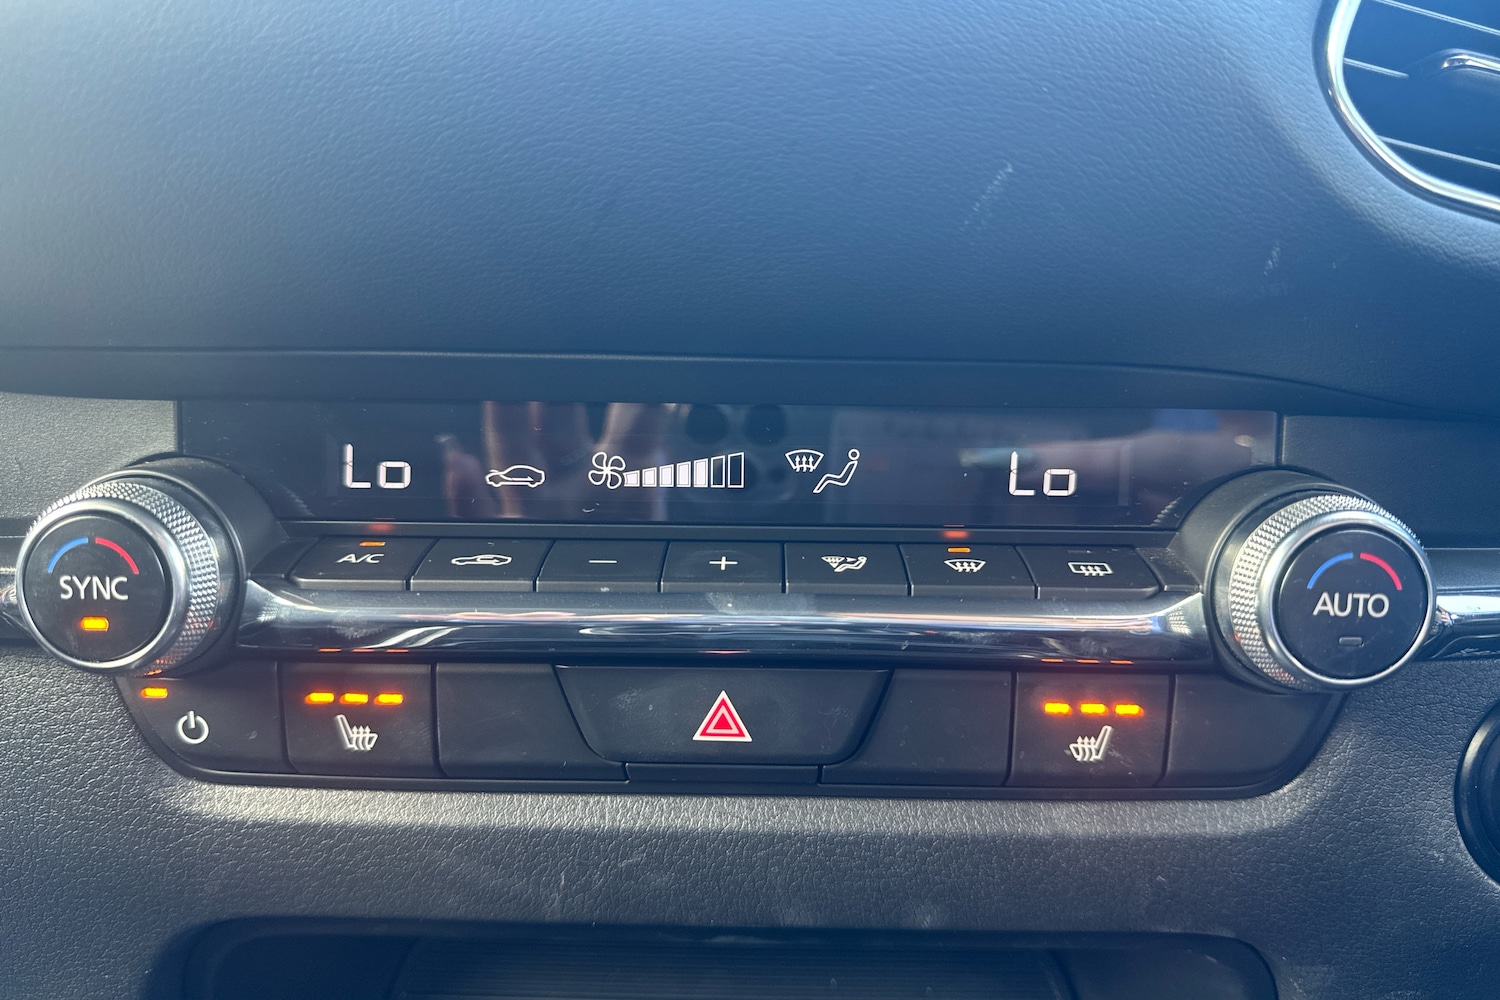 Lo
Lo
A/C
- +
SYNC
AUTO